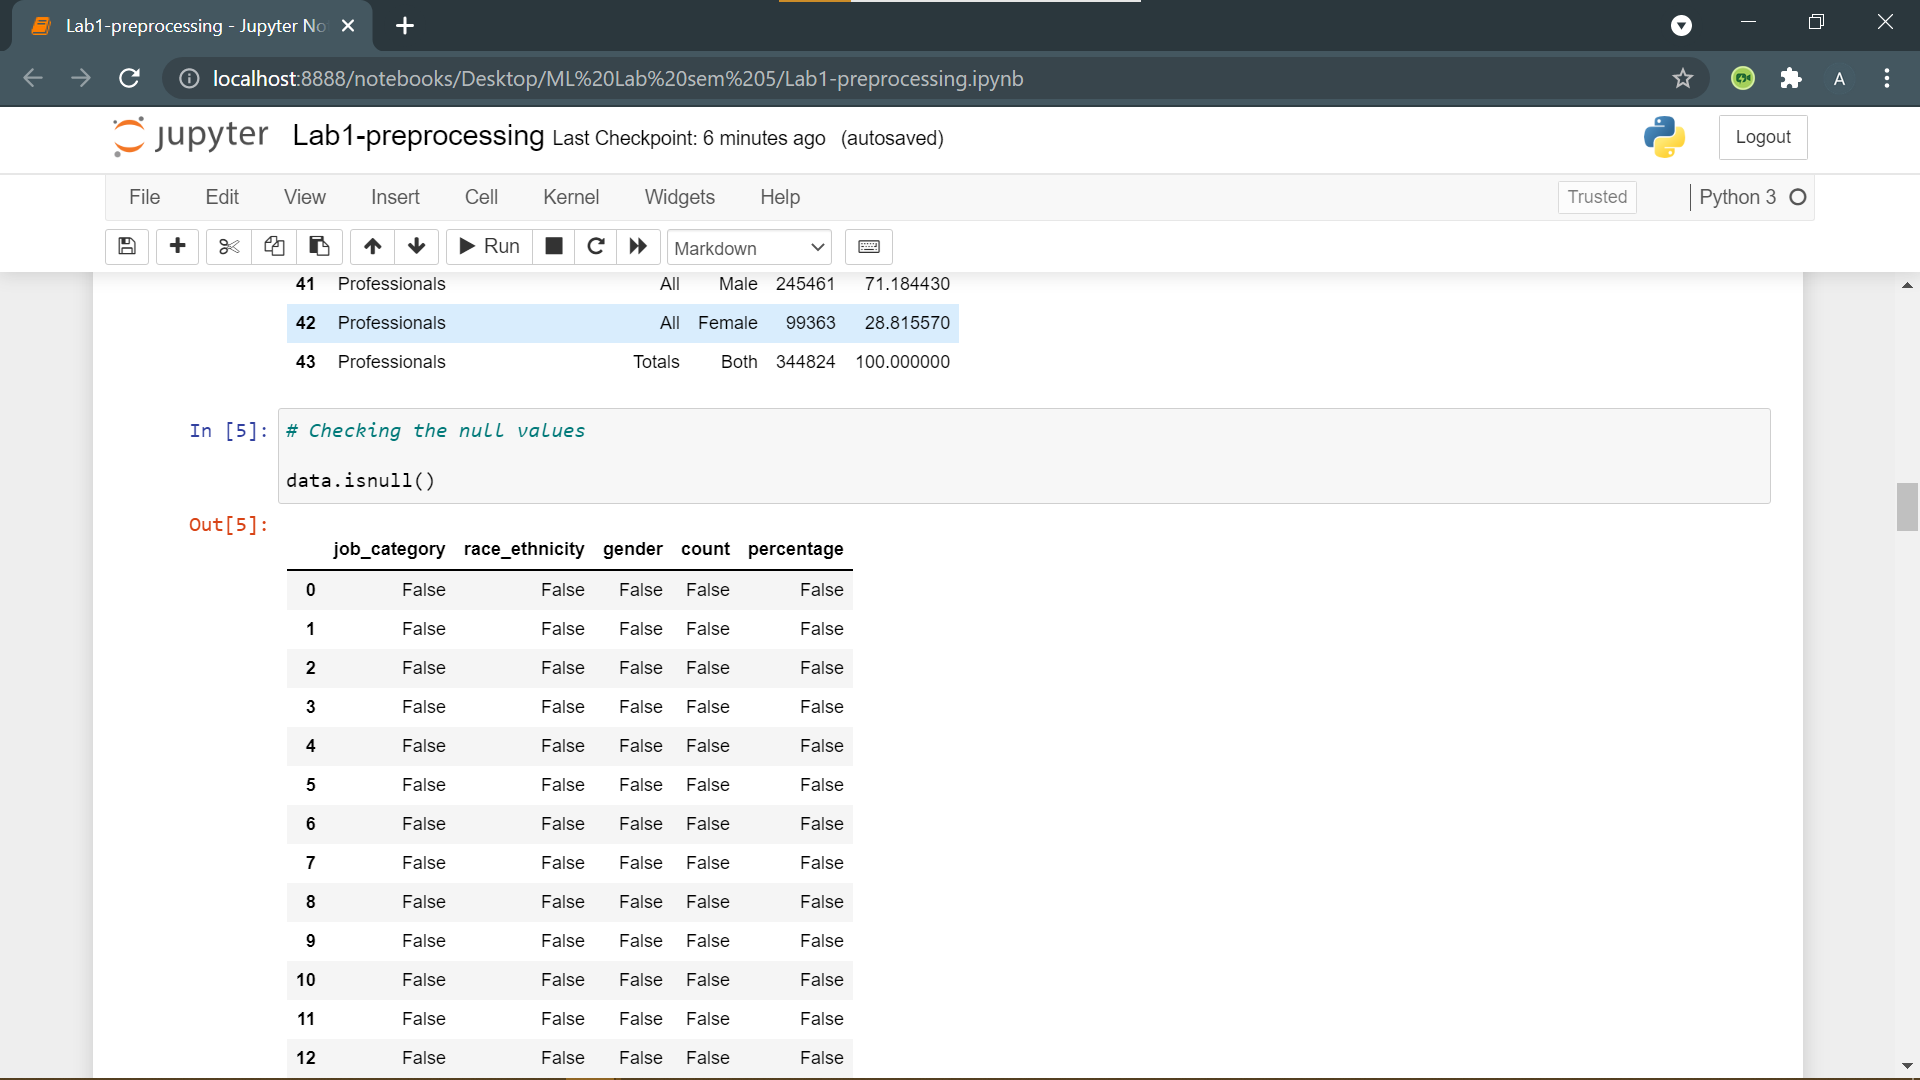 Lab1-preprocessing - Jupyter No
localhost:8888/notebooks/Desktop/ML%20Lab%20sem%205/Lab1-preprocessing.ipynb
A
jupyter Lab1-preprocessing Last Checkpoint: 6 minutes ago (autosaved)
Logout
File Edit View Insert Cell Kernel Widgets Help
Trusted
Python 3
Run
Markdown
41 Professionals All Male 245461 71.184430
42 Professionals All Female 99363 28.815570
43 Professionals Totals Both 344824 100.000000
In [5]: # Checking the null values
data.isnull()
Out[5]:
job_category race_ethnicity gender count percentage
0 False False False False False
1 False False False False False
2 False False False False False
3 False False False False False
4 False False False False False
5 False False False False False
6 False False False False False
7 False False False False False
8 False False False False False
9 False False False False False
10 False False False False False
11 False False False False False
12 False False False False False